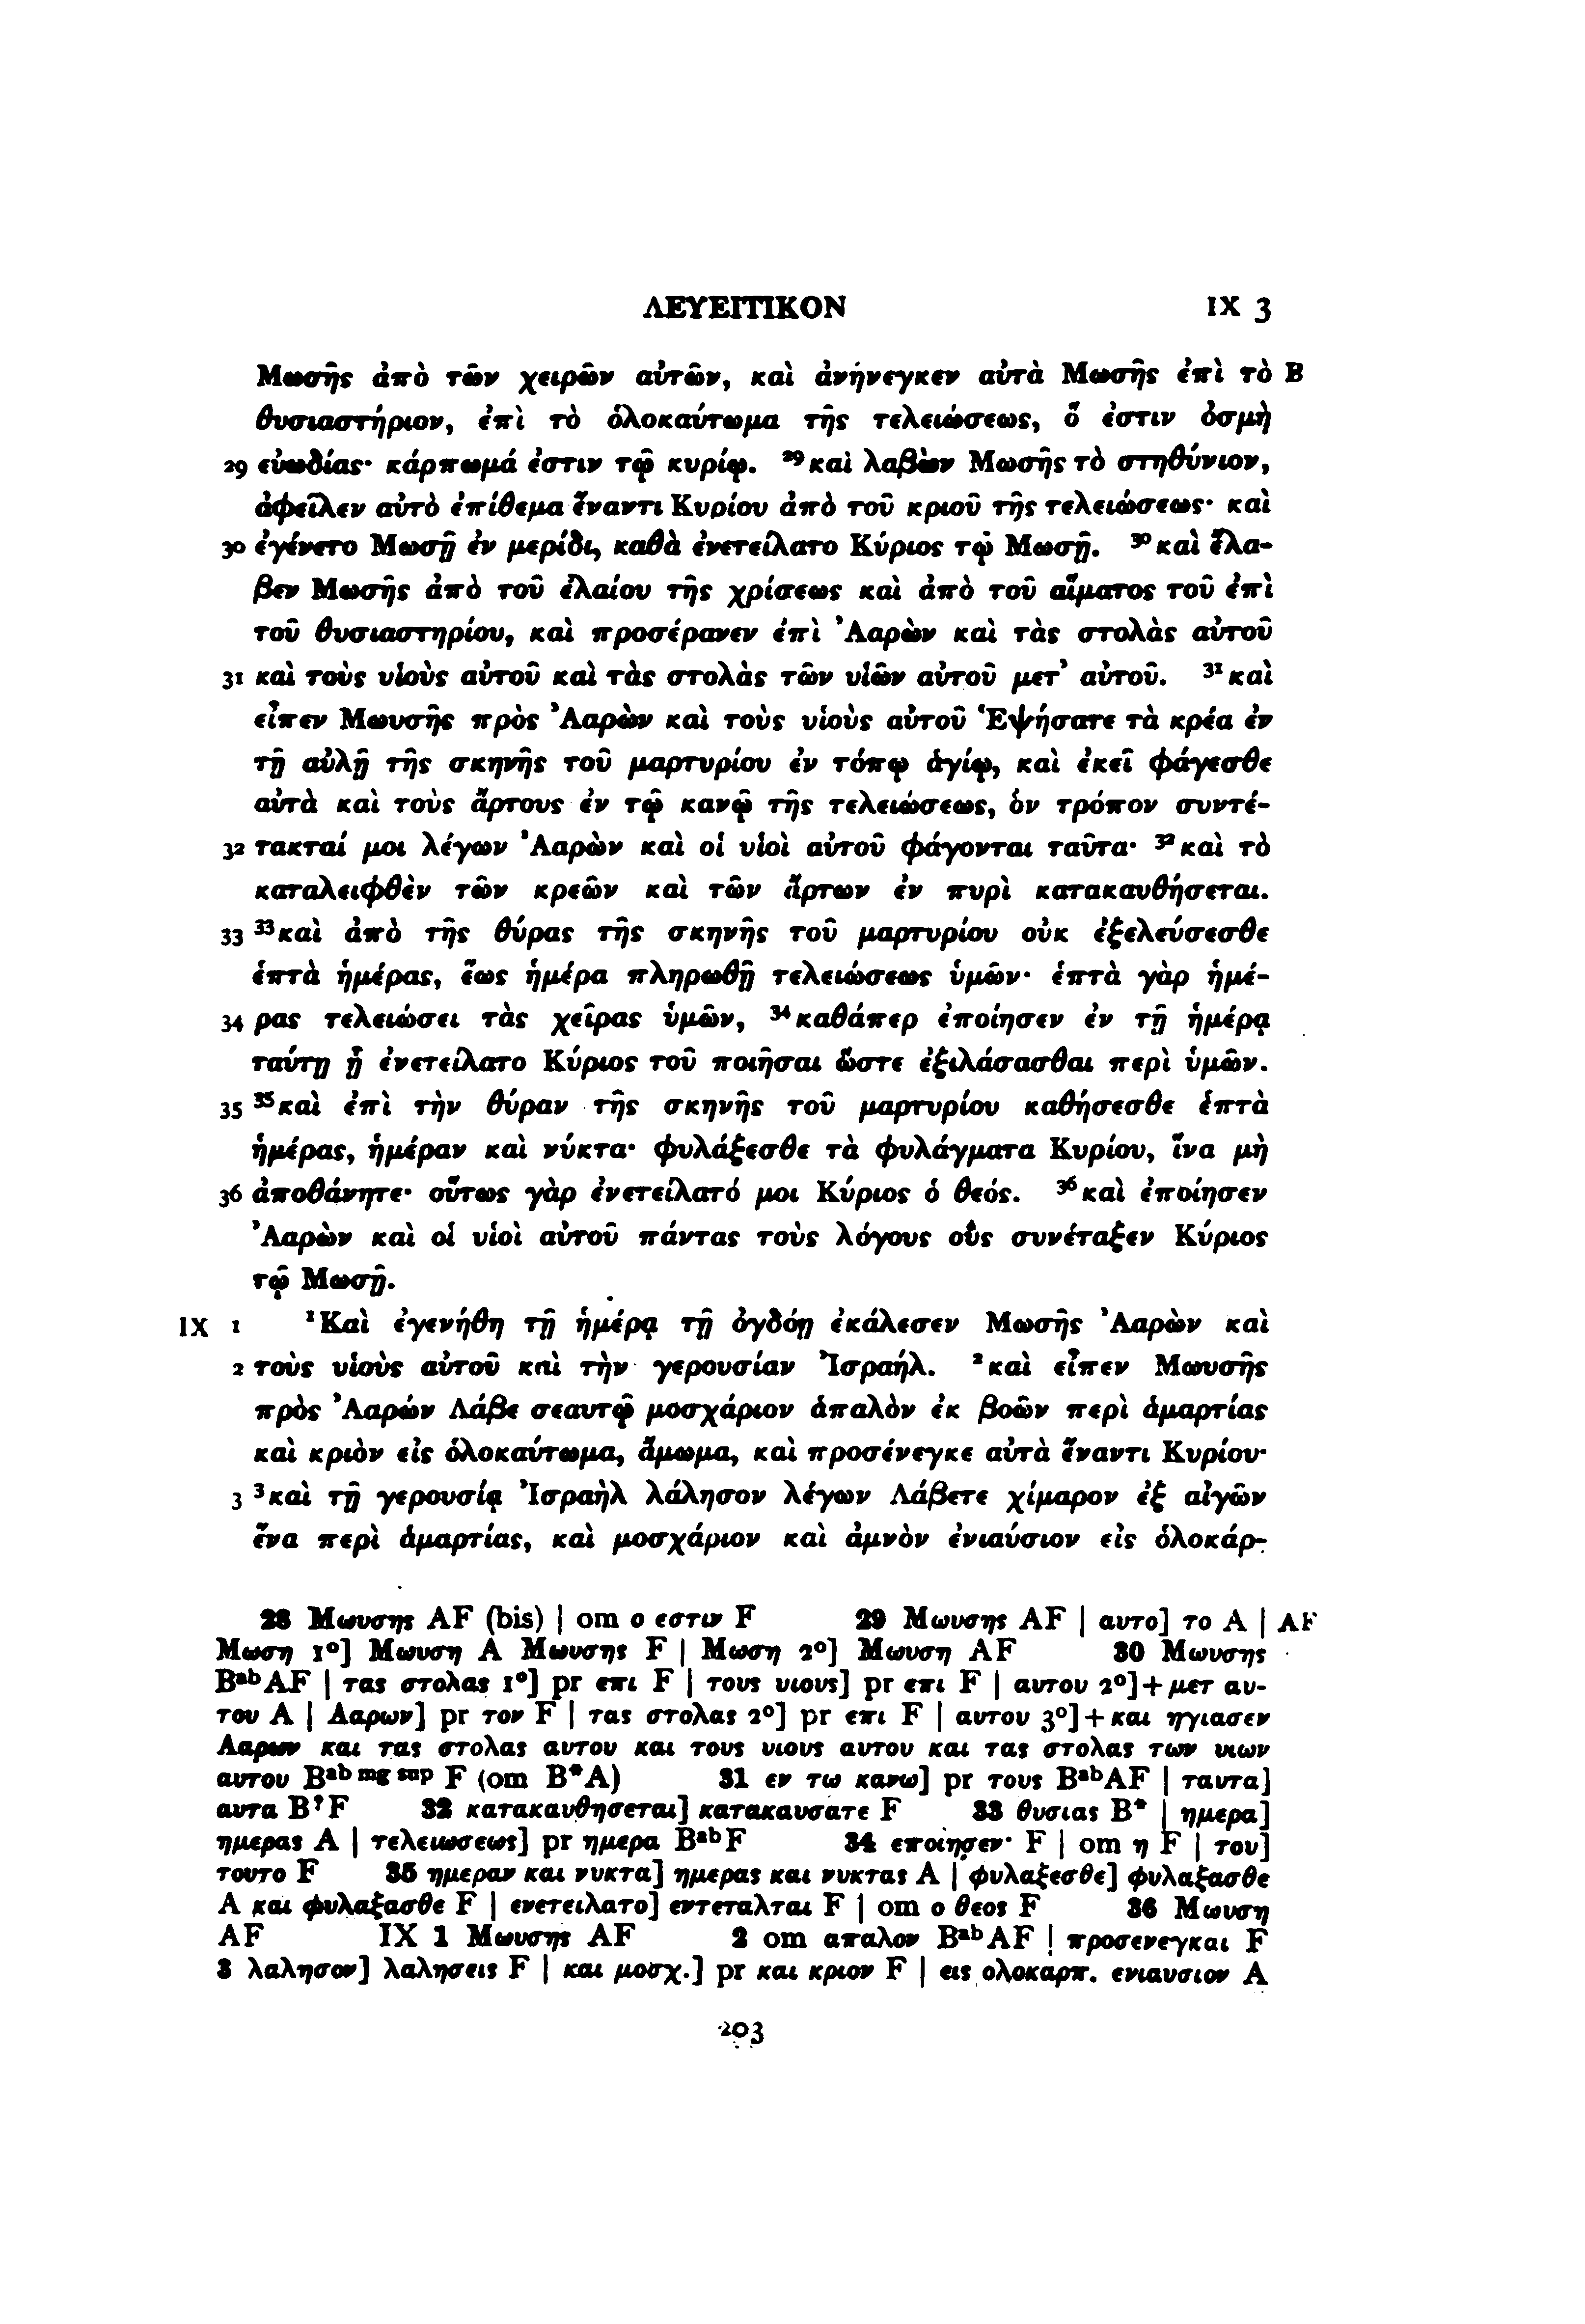 ΛΕΥΕΙΤΙΚΟΝ IX 3
Μωσῆς ἀπὸ τῶν χειρῶν αὐτῶν, καὶ ἀνήνεγκεν αὐτὰ Μωσῆς ἐπὶ τὸ B
θυσιαστήριον, ἐπὶ τὸ ὁλοκαύτωμα τῆς τελειώσεως, ὅ ἐστιν ὀσμὴ
29 εὐωδίας· κάρπωμά ἐστιν τῷ κυρίῳ. ²⁹καὶ λαβὼν Μωσῆς τὸ στηθύνιον,
ἀφεῖλεν αὐτὸ ἐπίθεμα ἔναντι Κυρίου ἀπὸ τοῦ κριοῦ τῆς τελειώσεως· καὶ
30 ἐγένετο Μωσῇ ἐν μερίδι, καθὰ ἐνετείλατο Κύριος τῷ Μωσῇ. ³⁰καὶ ἔλα-
βεν Μωσῆς ἀπὸ τοῦ ἐλαίου τῆς χρίσεως καὶ ἀπὸ τοῦ αἵματος τοῦ ἐπὶ
τοῦ θυσιαστηρίου, καὶ προσέρανεν ἐπὶ Ἀαρὼν καὶ τὰς στολὰς αὐτοῦ
31 καὶ τοὺς υἱοὺς αὐτοῦ καὶ τὰς στολὰς τῶν υἱῶν αὐτοῦ μετ᾽ αὐτοῦ. ³¹καὶ
εἶπεν Μωυσῆς πρὸς Ἀαρὼν καὶ τοὺς υἱοὺς αὐτοῦ Ἑψήσατε τὰ κρέα ἐν
τῇ αὐλῇ τῆς σκηνῆς τοῦ μαρτυρίου ἐν τόπῳ ἁγίῳ, καὶ ἐκεῖ φάγεσθε
αὐτὰ καὶ τοὺς ἄρτους ἐν τῷ κανῷ τῆς τελειώσεως, ὃν τρόπον συντέ-
32 τακταί μοι λέγων Ἀαρὼν καὶ οἱ υἱοὶ αὐτοῦ φάγονται ταῦτα· ³²καὶ τὸ
καταλειφθὲν τῶν κρεῶν καὶ τῶν ἄρτων ἐν πυρὶ κατακαυθήσεται.
33 ³³καὶ ἀπὸ τῆς θύρας τῆς σκηνῆς τοῦ μαρτυρίου οὐκ ἐξελεύσεσθε
ἑπτὰ ἡμέρας, ἕως ἡμέρα πληρωθῇ τελειώσεως ὑμῶν· ἑπτὰ γὰρ ἡμέ-
34 ρας τελειώσει τὰς χεῖρας ὑμῶν, ³⁴καθάπερ ἐποίησεν ἐν τῇ ἡμέρᾳ
ταύτῃ ᾗ ἐνετείλατο Κύριος τοῦ ποιῆσαι ὥστε ἐξιλάσασθαι περὶ ὑμῶν.
35 ³⁵καὶ ἐπὶ τὴν θύραν τῆς σκηνῆς τοῦ μαρτυρίου καθήσεσθε ἑπτὰ
ἡμέρας, ἡμέραν καὶ νύκτα· φυλάξεσθε τὰ φυλάγματα Κυρίου, ἵνα μὴ
36 ἀποθάνητε· οὕτως γὰρ ἐνετείλατό μοι Κύριος ὁ θεός. ³⁶καὶ ἐποίησεν
Ἀαρὼν καὶ οἱ υἱοὶ αὐτοῦ πάντας τοὺς λόγους οὓς συνέταξεν Κύριος
τῷ Μωσῇ.
IX 1 ¹Καὶ ἐγενήθη τῇ ἡμέρᾳ τῇ ὀγδόῃ ἐκάλεσεν Μωσῆς Ἀαρὼν καὶ
2 τοὺς υἱοὺς αὐτοῦ καὶ τὴν γερουσίαν Ἰσραήλ. ²καὶ εἶπεν Μωυσῆς
πρὸς Ἀαρών Λάβε σεαυτῷ μοσχάριον ἁπαλὸν ἐκ βοῶν περὶ ἁμαρτίας
καὶ κριὸν εἰς ὁλοκαύτωμα, ἄμωμα, καὶ προσένεγκε αὐτὰ ἔναντι Κυρίου·
3 ³καὶ τῇ γερουσίᾳ Ἰσραὴλ λάλησον λέγων Λάβετε χίμαρον ἐξ αἰγῶν
ἕνα περὶ ἁμαρτίας, καὶ μοσχάριον καὶ ἀμνὸν ἐνιαύσιον εἰς ὁλοκάρ-
28 Μωυσης AF (bis) | om ο εστιν F 29 Μωυσης AF | αυτο] το A | AF
Μωση 1°] Μωυση A Μωυσης F | Μωση 2°] Μωυση AF 30 Μωυσης
Bᵃᵇ AF | τας στολας 1°] pr επι F | τους υιους] pr επι F | αυτου 2°]+μετ αυ-
του A | Ααρων] pr τον F | τας στολας 2°] pr επι F | αυτου 3°]+και ηγιασεν
Ααρων και τας στολας αυτου και τους υιους αυτου και τας στολας των υιων
αυτου Bᵃᵇ ᵐᵍ ˢᵘᵖ F (om B*A) 31 εν τω κανω] pr τους BᵃᵇAF | ταυτα]
αυτα B?F 32 κατακαυθησεται] κατακαυσατε F 33 θυσιας B* | ημερα]
ημερας A | τελειωσεως] pr ημερα BᵃᵇF 34 εποιησεν· F | om η F | του]
τουτο F 35 ημεραν και νυκτα] ημερας και νυκτας A | φυλαξεσθε] φυλαξασθε
A και φυλαξασθε F | ενετειλατο] εντεταλται F | om ο θεος F 36 Μωυση
AF IX 1 Μωυσης AF 2 om απαλον BᵃᵇAF | προσενεγκαι F
3 λαλησον] λαλησεις F | και μοσχ.] pr και κριον F | εις ολοκαρπ. ενιαυσιον A
203